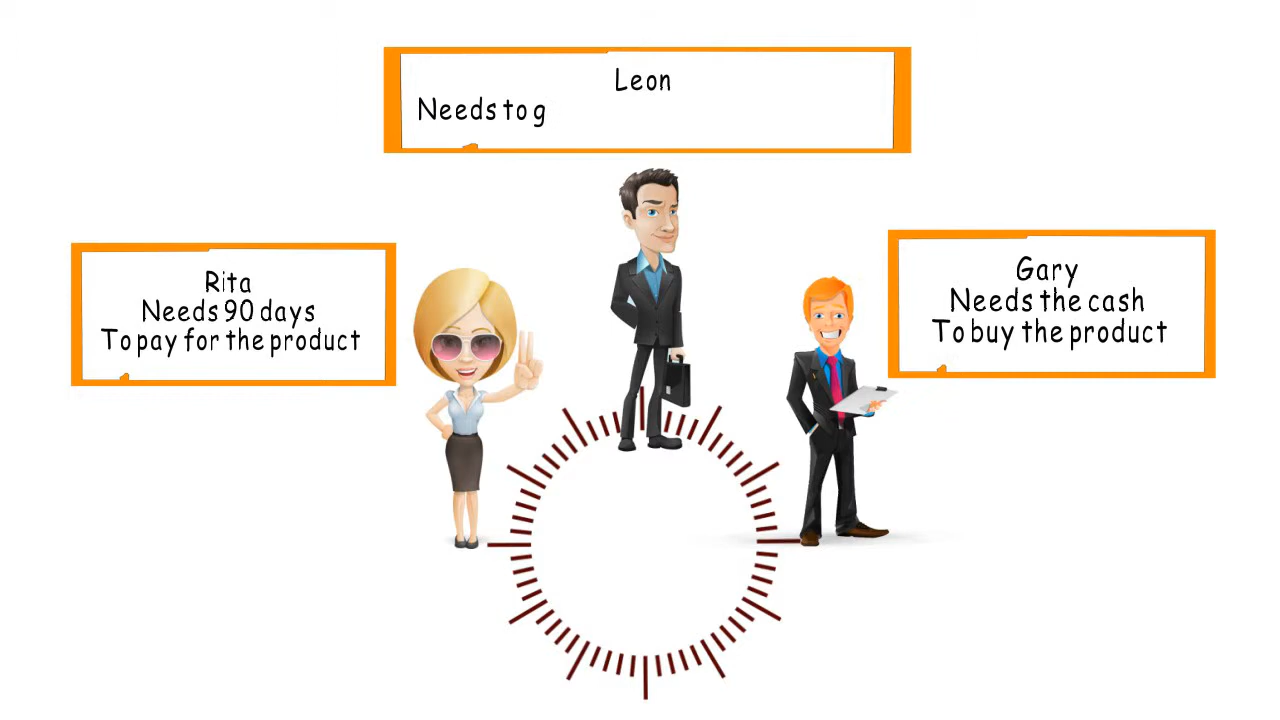 Leon
Needs to g
Rita
Needs 90 days
To pay for the product
Gary
Needs the cash
To buy the product